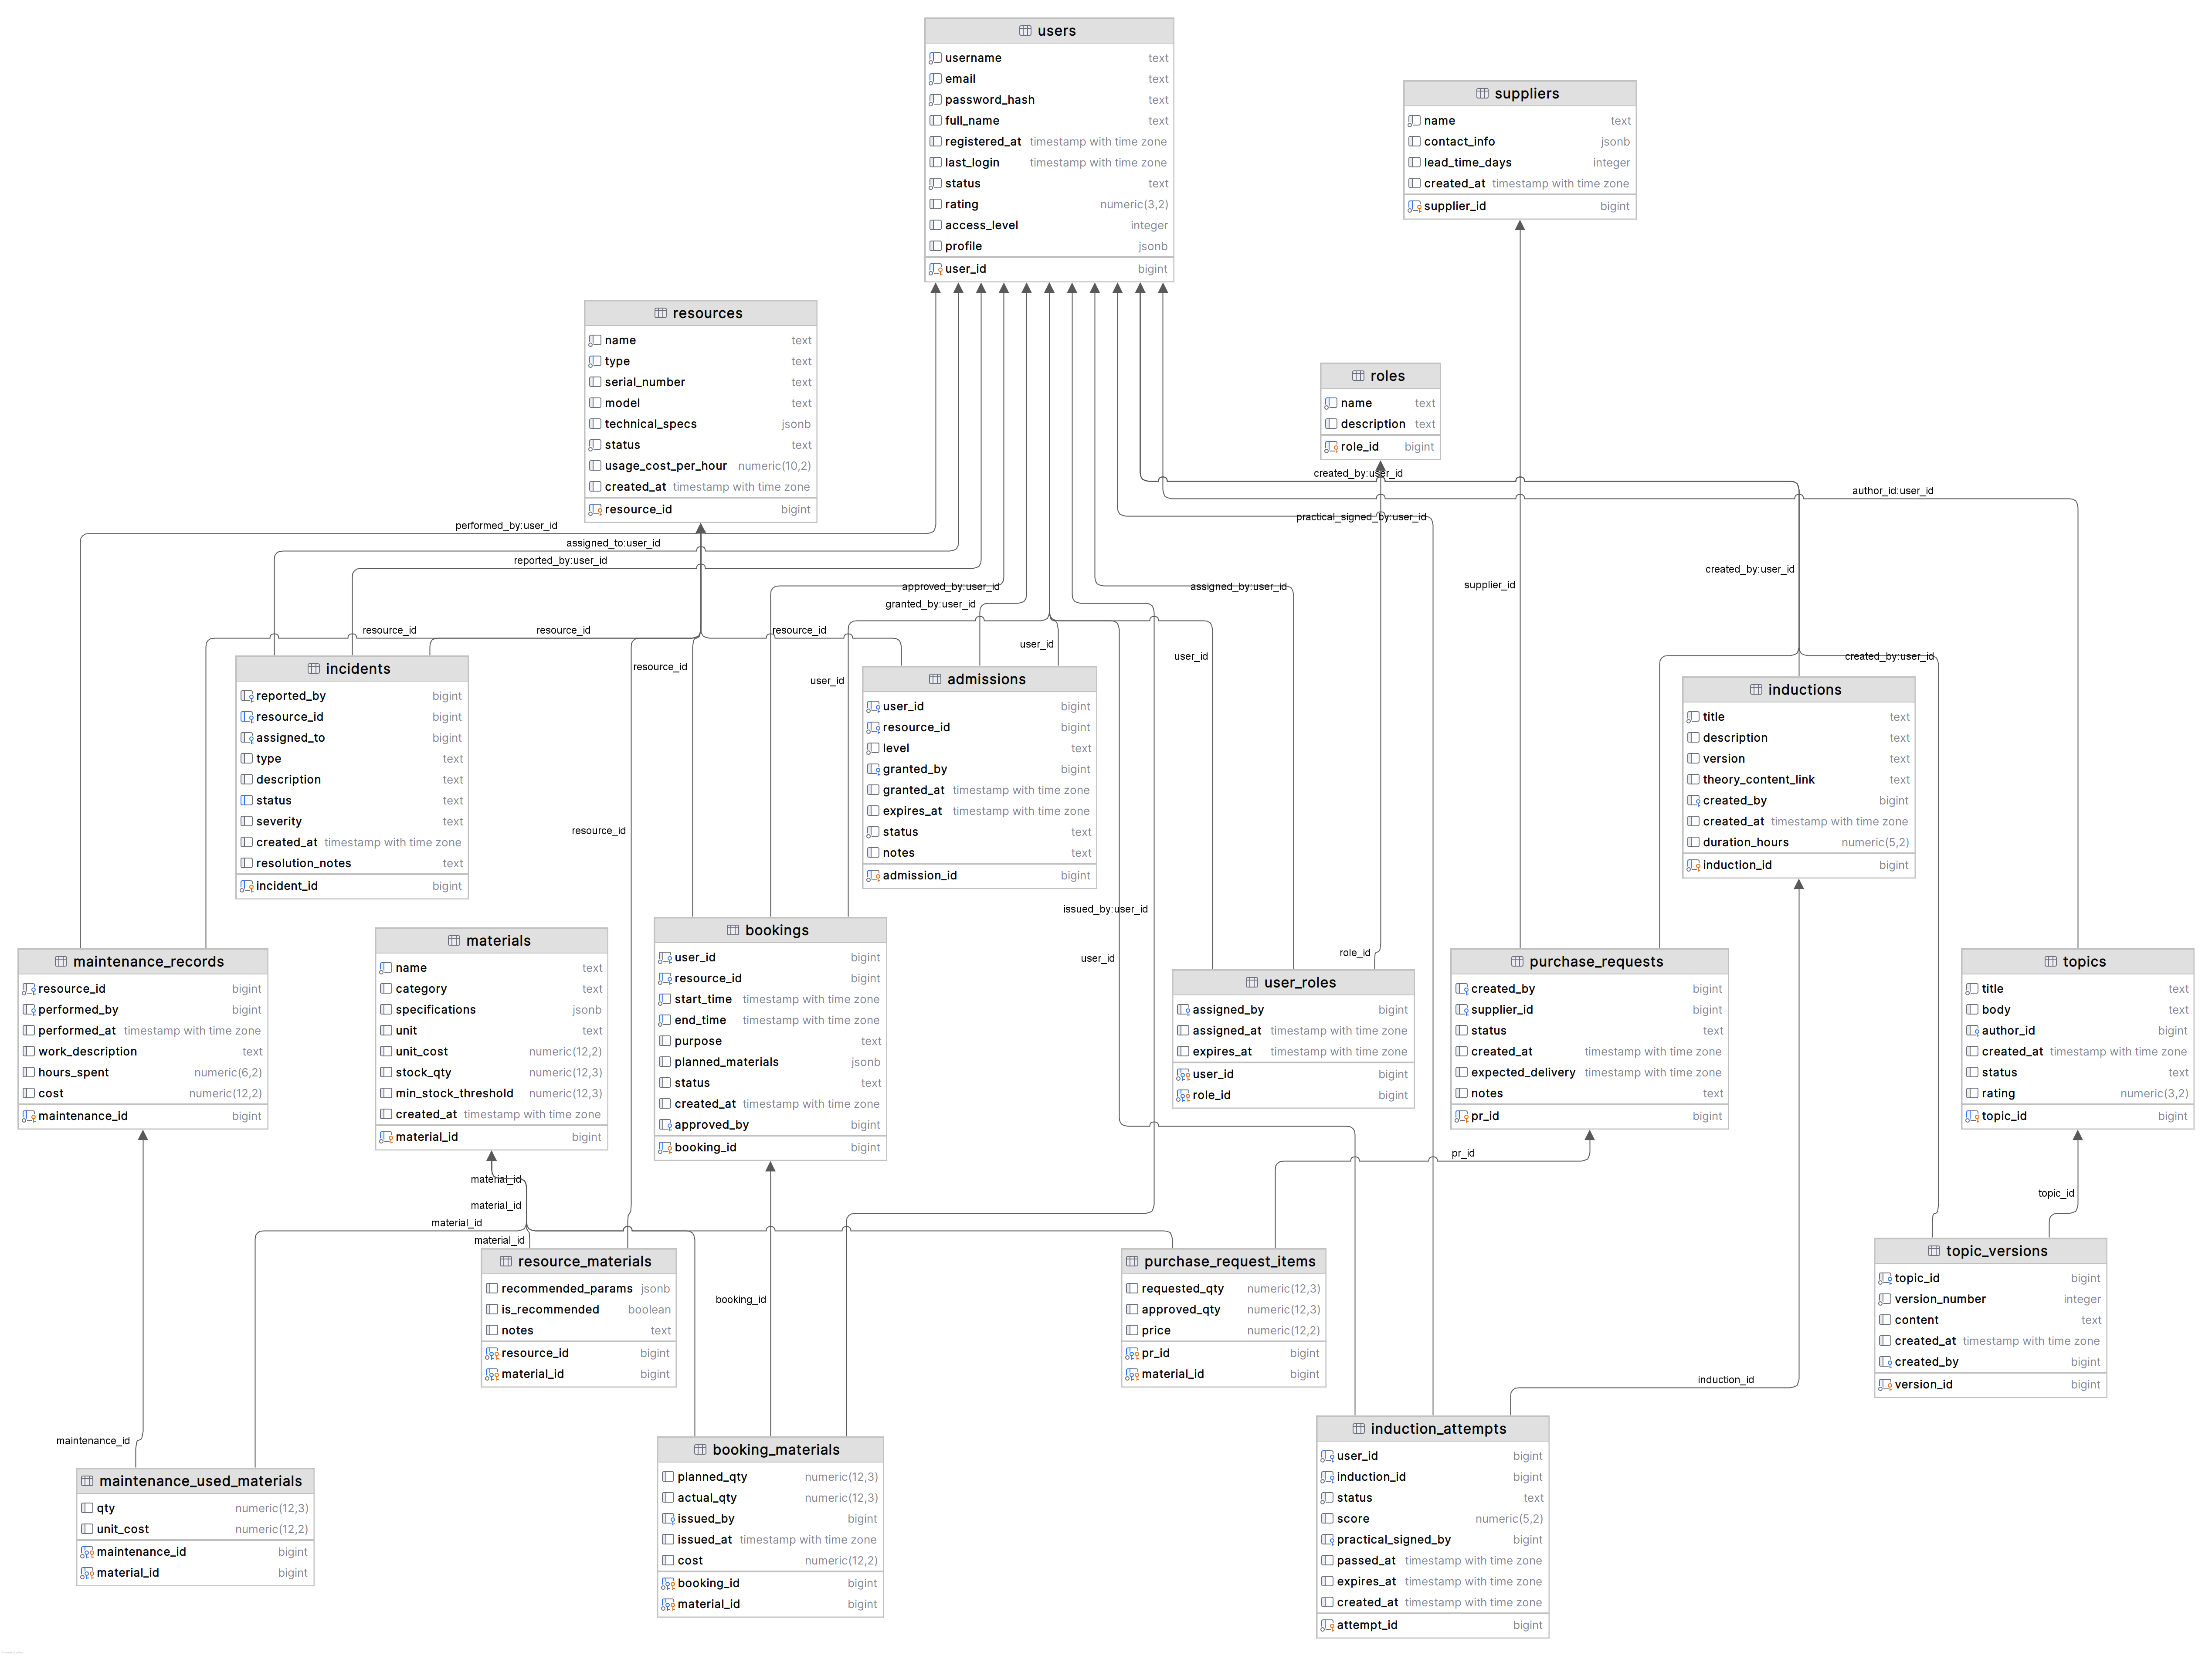 users
username text
email text
password_hash text
full_name text
registered_at timestamp with time zone
last_login timestamp with time zone
status text
rating numeric(3,2)
access_level integer
profile jsonb
user_id bigint
suppliers
name text
contact_info jsonb
lead_time_days integer
created_at timestamp with time zone
supplier_id bigint
resources
name text
type text
serial_number text
model text
technical_specs jsonb
status text
usage_cost_per_hour numeric(10,2)
created_at timestamp with time zone
resource_id bigint
roles
name text
description text
role_id bigint
created_by:user_id
author_id:user_id
practical_signed_by:user_id
performed_by:user_id
assigned_to:user_id
reported_by:user_id
approved_by:user_id
assigned_by:user_id
granted_by:user_id
supplier_id
created_by:user_id
resource_id
resource_id
resource_id
user_id
user_id
created_by:user_id
resource_id
user_id
incidents
reported_by bigint
resource_id bigint
assigned_to bigint
type text
description text
status text
severity text
created_at timestamp with time zone
resolution_notes text
incident_id bigint
admissions
user_id bigint
resource_id bigint
level text
granted_by bigint
granted_at timestamp with time zone
expires_at timestamp with time zone
status text
notes text
admission_id bigint
inductions
title text
description text
version text
theory_content_link text
created_by bigint
created_at timestamp with time zone
duration_hours numeric(5,2)
induction_id bigint
resource_id
issued_by:user_id
user_id
role_id
maintenance_records
resource_id bigint
performed_by bigint
performed_at timestamp with time zone
work_description text
hours_spent numeric(6,2)
cost numeric(12,2)
maintenance_id bigint
materials
name text
category text
specifications jsonb
unit text
unit_cost numeric(12,2)
stock_qty numeric(12,3)
min_stock_threshold numeric(12,3)
created_at timestamp with time zone
material_id bigint
bookings
user_id bigint
resource_id bigint
start_time timestamp with time zone
end_time timestamp with time zone
purpose text
planned_materials jsonb
status text
created_at timestamp with time zone
approved_by bigint
booking_id bigint
user_roles
assigned_by bigint
assigned_at timestamp with time zone
expires_at timestamp with time zone
user_id bigint
role_id bigint
purchase_requests
created_by bigint
supplier_id bigint
status text
created_at timestamp with time zone
expected_delivery timestamp with time zone
notes text
pr_id bigint
topics
title text
body text
author_id bigint
created_at timestamp with time zone
status text
rating numeric(3,2)
topic_id bigint
pr_id
material_id
topic_id
material_id
material_id
material_id
resource_materials
recommended_params jsonb
is_recommended boolean
notes text
resource_id bigint
material_id bigint
booking_id
purchase_request_items
requested_qty numeric(12,3)
approved_qty numeric(12,3)
price numeric(12,2)
pr_id bigint
material_id bigint
topic_versions
topic_id bigint
version_number integer
content text
created_at timestamp with time zone
created_by bigint
version_id bigint
induction_id
maintenance_id
maintenance_used_materials
qty numeric(12,3)
unit_cost numeric(12,2)
maintenance_id bigint
material_id bigint
booking_materials
planned_qty numeric(12,3)
actual_qty numeric(12,3)
issued_by bigint
issued_at timestamp with time zone
cost numeric(12,2)
booking_id bigint
material_id bigint
induction_attempts
user_id bigint
induction_id bigint
status text
score numeric(5,2)
practical_signed_by bigint
passed_at timestamp with time zone
expires_at timestamp with time zone
created_at timestamp with time zone
attempt_id bigint